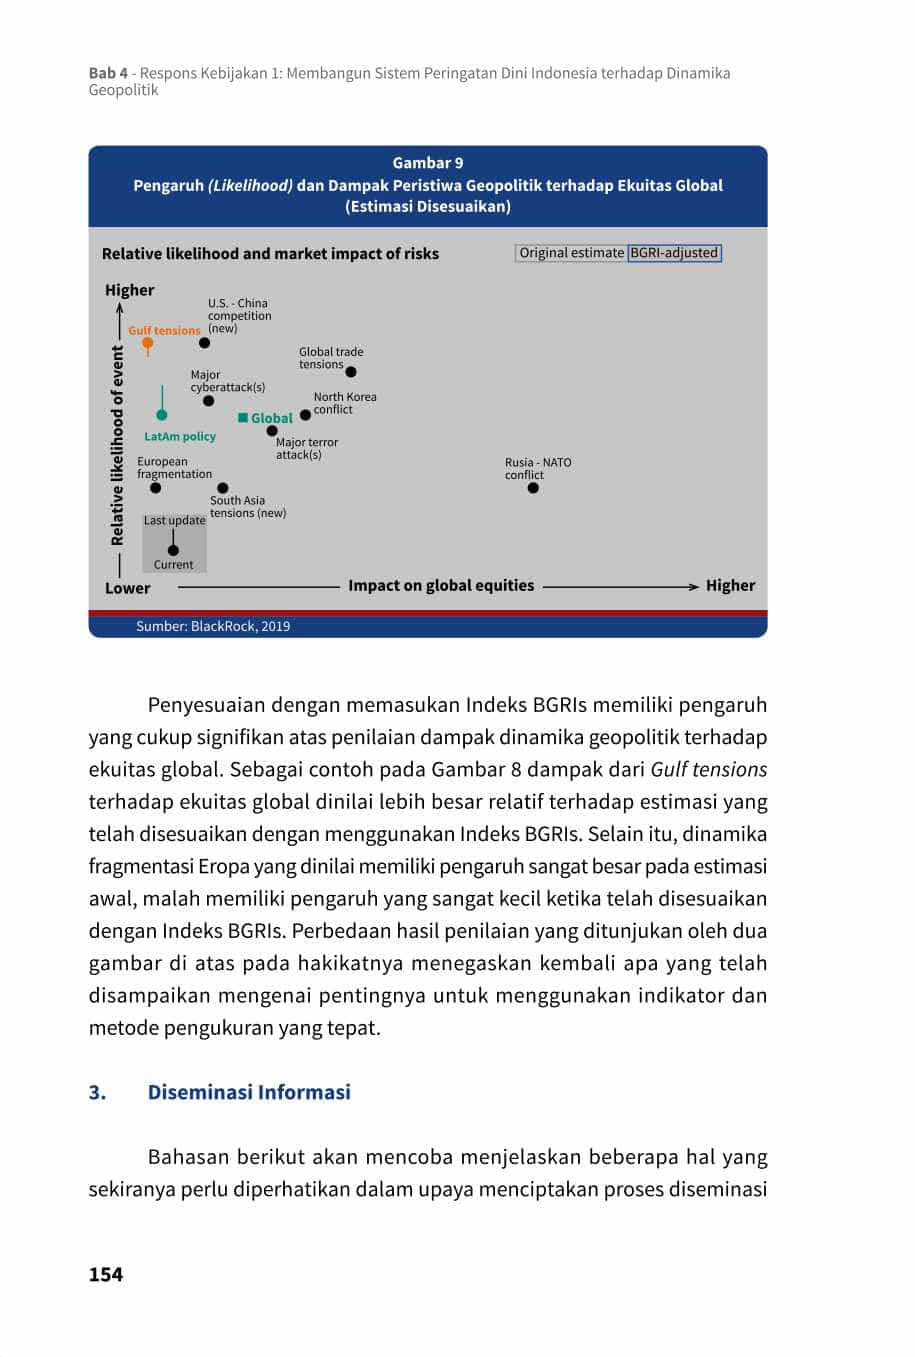 Bab 4 - Respons Kebijakan 1: Membangun Sistem Peringatan Dini Indonesia terhadap Dinamika
Geopolitik
Gambar 9
Pengaruh (Likelihood) dan Dampak Peristiwa Geopolitik terhadap Ekuitas Global
(Estimasi Disesuaikan)
Relative likelihood and market impact of risks
Original estimate BGRI-adjusted
Higher
U.S. - China
competition
(new)
Gulf tensions
Global trade
tensions
Major
cyberattack(s)
North Korea
conflict
Global
LatAm policy
Major terror
attack(s)
European
fragmentation
Rusia - NATO
conflict
South Asia
tensions (new)
Last update
Current
Relative likelihood of event
Lower
Impact on global equities
Higher
Sumber: BlackRock, 2019
Penyesuaian dengan memasukan Indeks BGRIs memiliki pengaruh
yang cukup signifikan atas penilaian dampak dinamika geopolitik terhadap
ekuitas global. Sebagai contoh pada Gambar 8 dampak dari Gulf tensions
terhadap ekuitas global dinilai lebih besar relatif terhadap estimasi yang
telah disesuaikan dengan menggunakan Indeks BGRIs. Selain itu, dinamika
fragmentasi Eropa yang dinilai memiliki pengaruh sangat besar pada estimasi
awal, malah memiliki pengaruh yang sangat kecil ketika telah disesuaikan
dengan Indeks BGRIs. Perbedaan hasil penilaian yang ditunjukan oleh dua
gambar di atas pada hakikatnya menegaskan kembali apa yang telah
disampaikan mengenai pentingnya untuk menggunakan indikator dan
metode pengukuran yang tepat.
3. Diseminasi Informasi
Bahasan berikut akan mencoba menjelaskan beberapa hal yang
sekiranya perlu diperhatikan dalam upaya menciptakan proses diseminasi
154